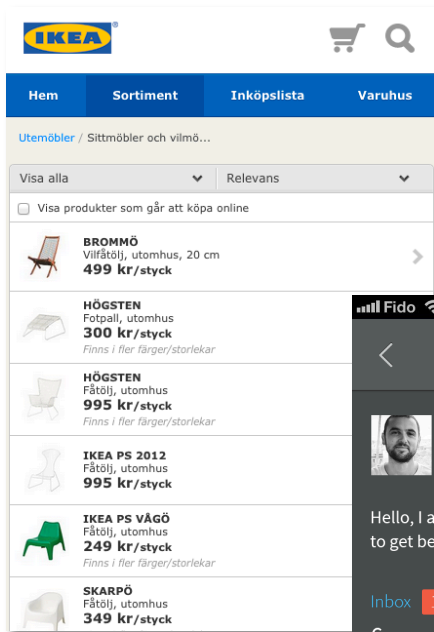 IKEA®
Hem Sortiment Inköpslista Varuhus
Utemöbler / Sittmöbler och vilmö...
Visa alla Relevans
Visa produkter som går att köpa online
BROMMÖ
Vilfåtölj, utomhus, 20 cm
499 kr/styck
HÖGSTEN
Fotpall, utomhus
300 kr/styck
Finns i fler färger/storlekar
HÖGSTEN
Fåtölj, utomhus
995 kr/styck
Finns i fler färger/storlekar
IKEA PS 2012
Fåtölj, utomhus
995 kr/styck
IKEA PS VÅGÖ
Fåtölj, utomhus
249 kr/styck
Finns i fler färger/storlekar
SKARPÖ
Fåtölj, utomhus
349 kr/styck
Fido
Hello, I a
to get be
Inbox